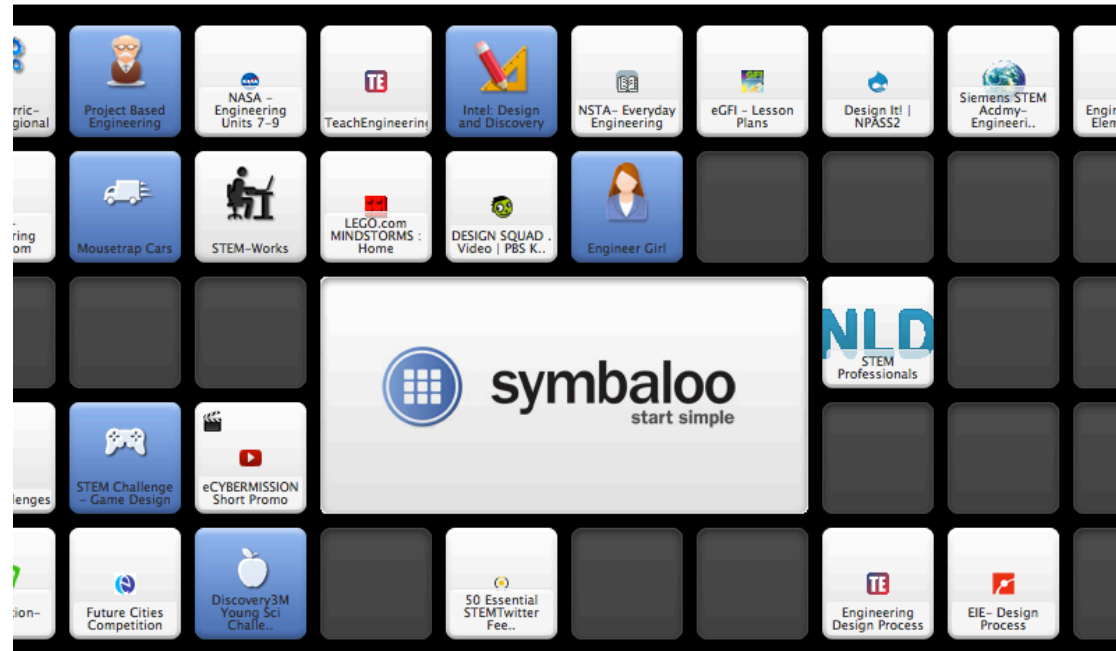 rric-
gional
Project Based
Engineering
NASA -
Engineering
Units 7-9
TE
TeachEngineering
Intel: Design
and Discovery
NSTA- Everyday
Engineering
eGFI - Lesson
Plans
Design It! |
NPASS2
Siemens STEM
Acdmy-
Engineeri..
Engin
Elem
ring
om
Mousetrap Cars
STEM-Works
LEGO.com
MINDSTORMS :
Home
DESIGN SQUAD .
Video | PBS K..
Engineer Girl
symbaloo
start simple
NLD
STEM
Professionals
lenges
STEM Challenge
- Game Design
eCYBERMISSION
Short Promo
tion-
Future Cities
Competition
Discovery3M
Young Sci
Challe..
50 Essential
STEMTwitter
Fee..
TE
Engineering
Design Process
EIE- Design
Process